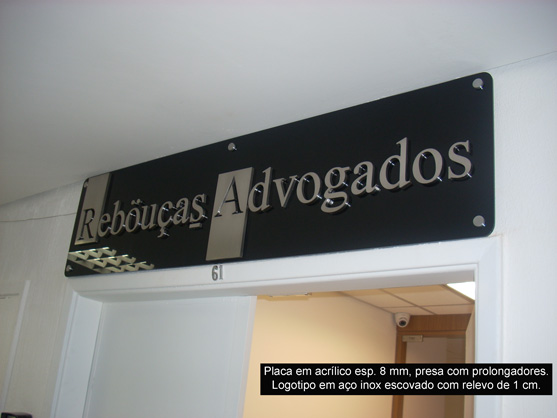 Reböuças Advogados
61
Placa em acrílico esp. 8 mm, presa com prolongadores.
Logotipo em aço inox escovado com relevo de 1 cm.